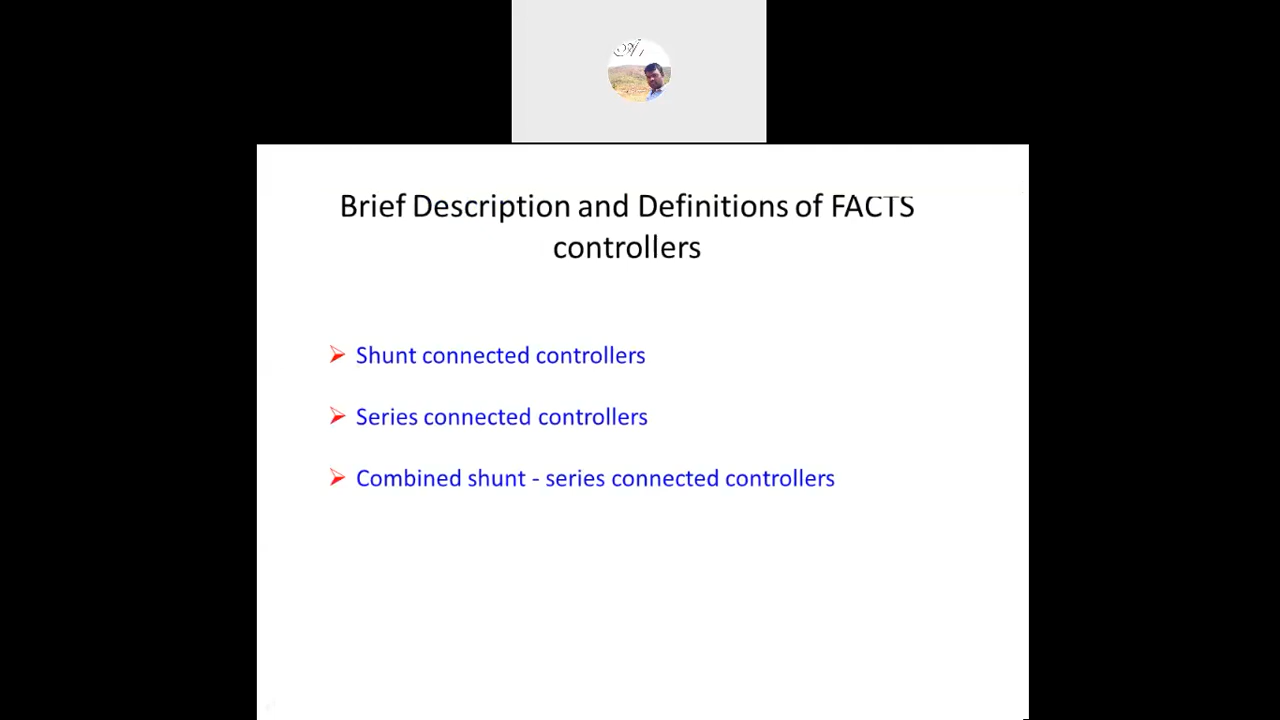 Brief Description and Definitions of FACTS
controllers
Shunt connected controllers
Series connected controllers
Combined shunt - series connected controllers